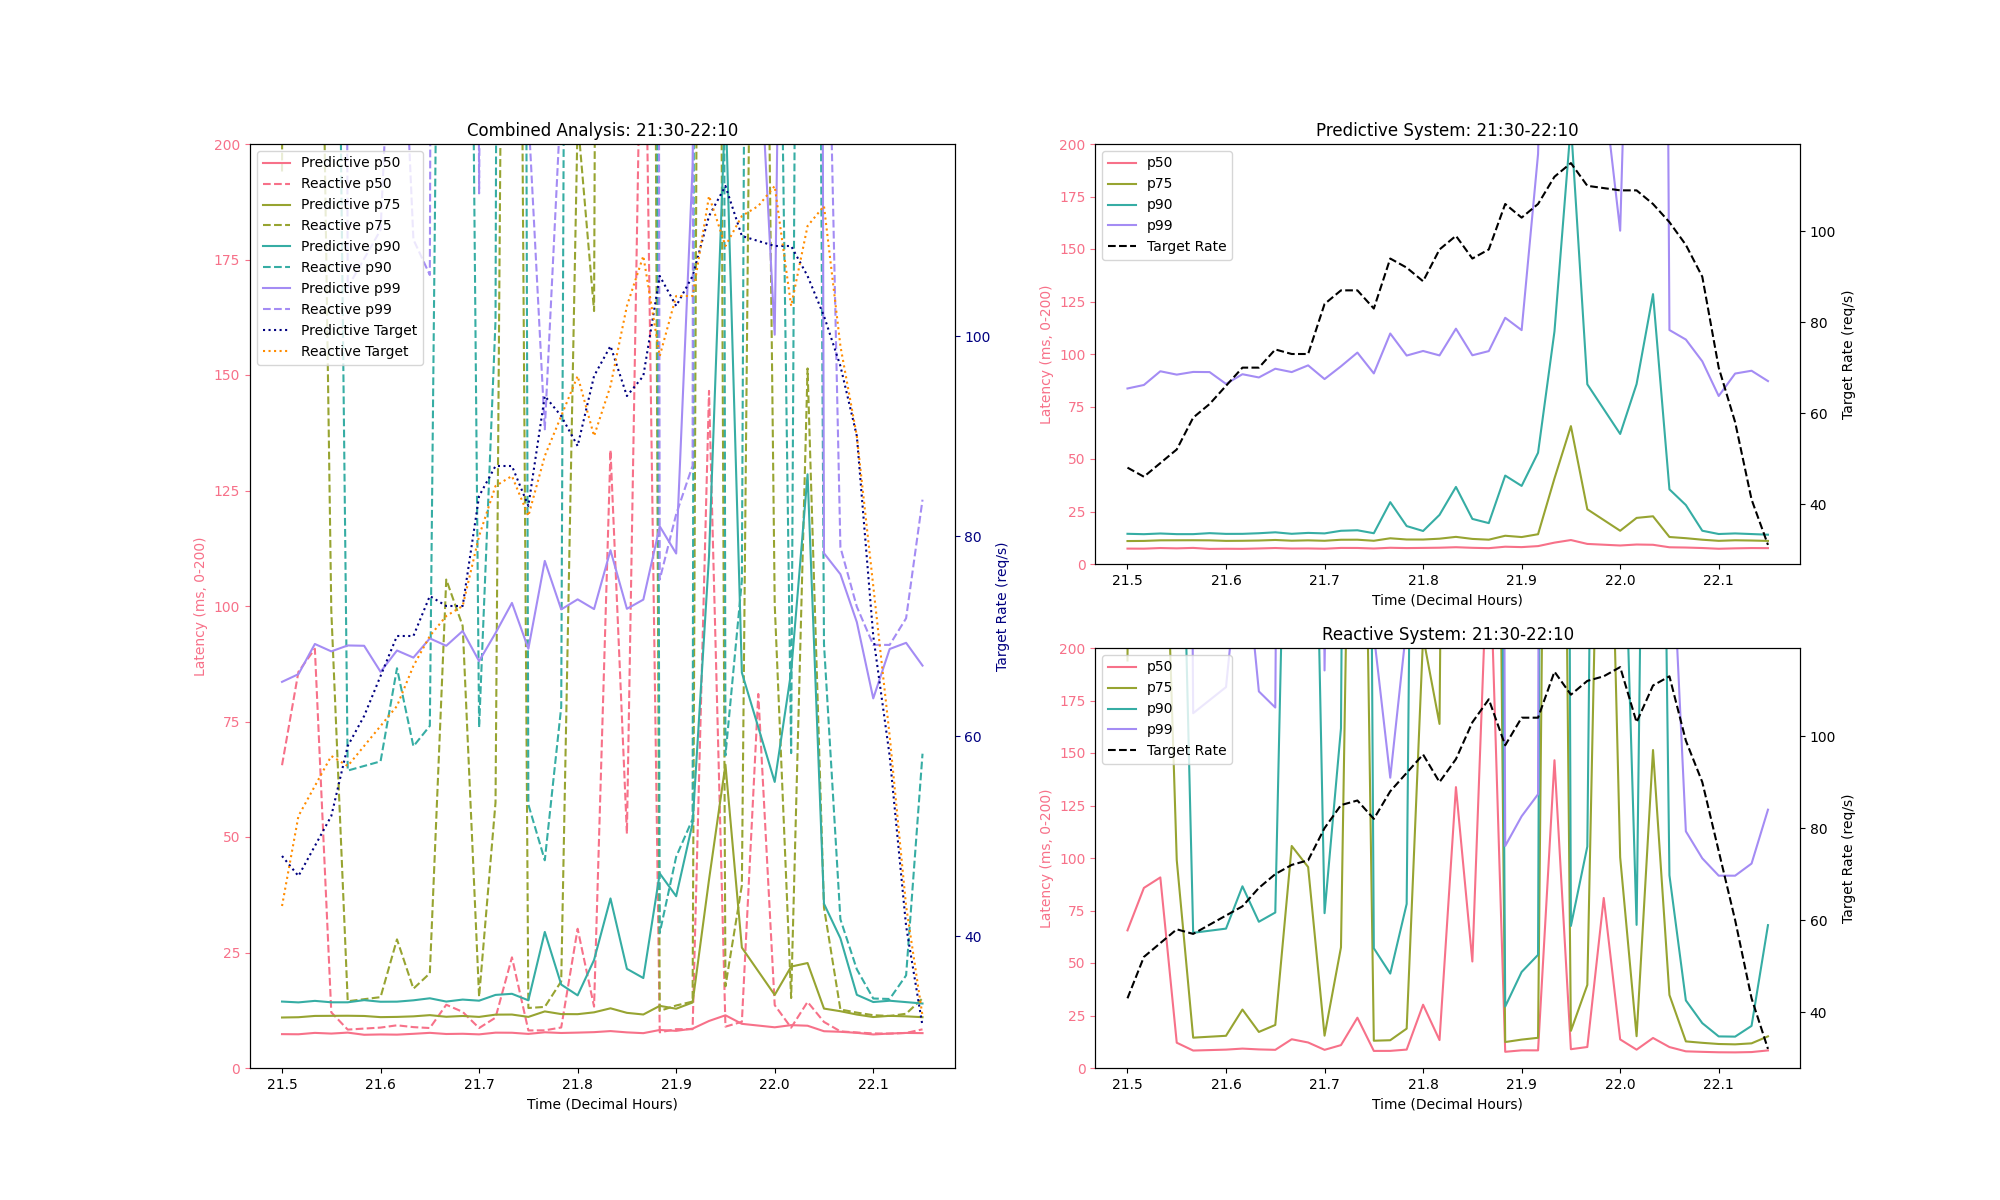 Combined Analysis: 21:30-22:10
200
175
150
125
100
75
50
25
0
Latency (ms, 0-200)
Predictive p50
Reactive p50
Predictive p75
Reactive p75
Predictive p90
Reactive p90
Predictive p99
Reactive p99
Predictive Target
Reactive Target
100
80
60
40
Target Rate (req/s)
21.5 21.6 21.7 21.8 21.9 22.0 22.1
Time (Decimal Hours)
Predictive System: 21:30-22:10
200
175
150
125
100
75
50
25
0
Latency (ms, 0-200)
p50
p75
p90
p99
Target Rate
100
80
60
40
Target Rate (req/s)
21.5 21.6 21.7 21.8 21.9 22.0 22.1
Time (Decimal Hours)
Reactive System: 21:30-22:10
200
175
150
125
100
75
50
25
0
Latency (ms, 0-200)
p50
p75
p90
p99
Target Rate
100
80
60
40
Target Rate (req/s)
21.5 21.6 21.7 21.8 21.9 22.0 22.1
Time (Decimal Hours)